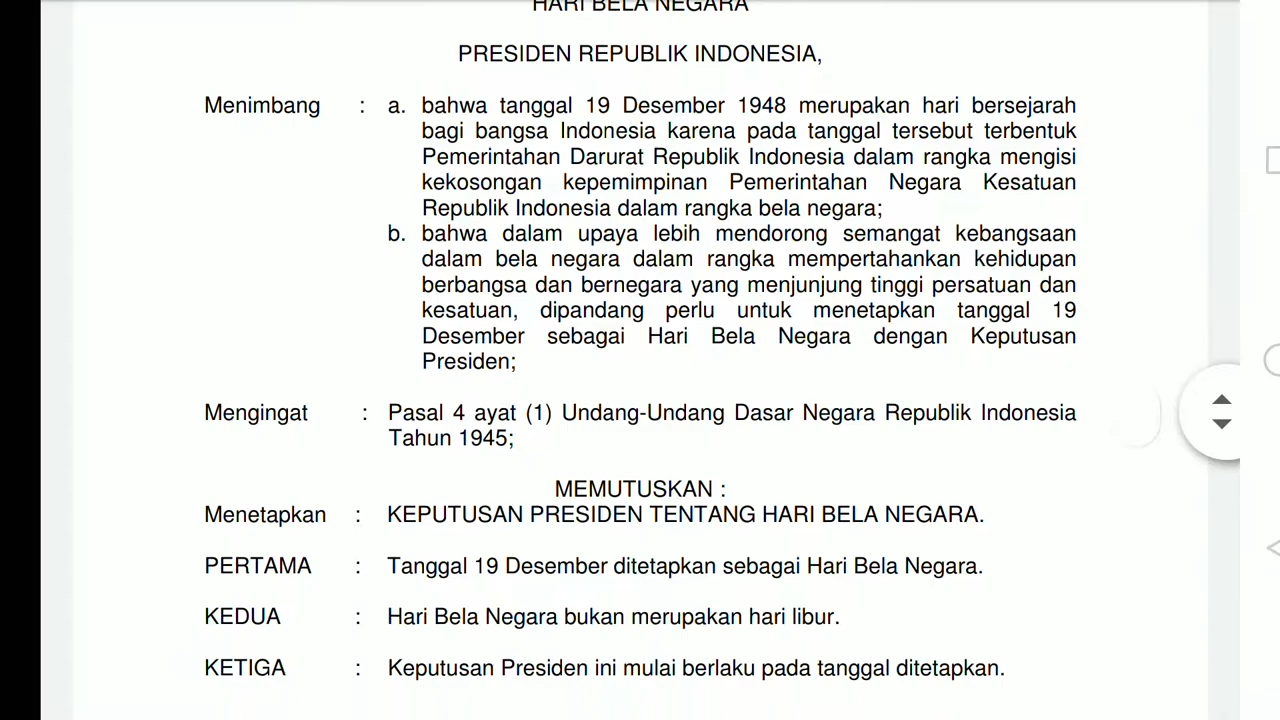 HARI BELA NEGARA
PRESIDEN REPUBLIK INDONESIA,
Menimbang : a. bahwa tanggal 19 Desember 1948 merupakan hari bersejarah
bagi bangsa Indonesia karena pada tanggal tersebut terbentuk
Pemerintahan Darurat Republik Indonesia dalam rangka mengisi
kekosongan kepemimpinan Pemerintahan Negara Kesatuan
Republik Indonesia dalam rangka bela negara;
b. bahwa dalam upaya lebih mendorong semangat kebangsaan
dalam bela negara dalam rangka mempertahankan kehidupan
berbangsa dan bernegara yang menjunjung tinggi persatuan dan
kesatuan, dipandang perlu untuk menetapkan tanggal 19
Desember sebagai Hari Bela Negara dengan Keputusan
Presiden;
Mengingat : Pasal 4 ayat (1) Undang-Undang Dasar Negara Republik Indonesia
Tahun 1945;
MEMUTUSKAN :
Menetapkan : KEPUTUSAN PRESIDEN TENTANG HARI BELA NEGARA.
PERTAMA : Tanggal 19 Desember ditetapkan sebagai Hari Bela Negara.
KEDUA : Hari Bela Negara bukan merupakan hari libur.
KETIGA : Keputusan Presiden ini mulai berlaku pada tanggal ditetapkan.